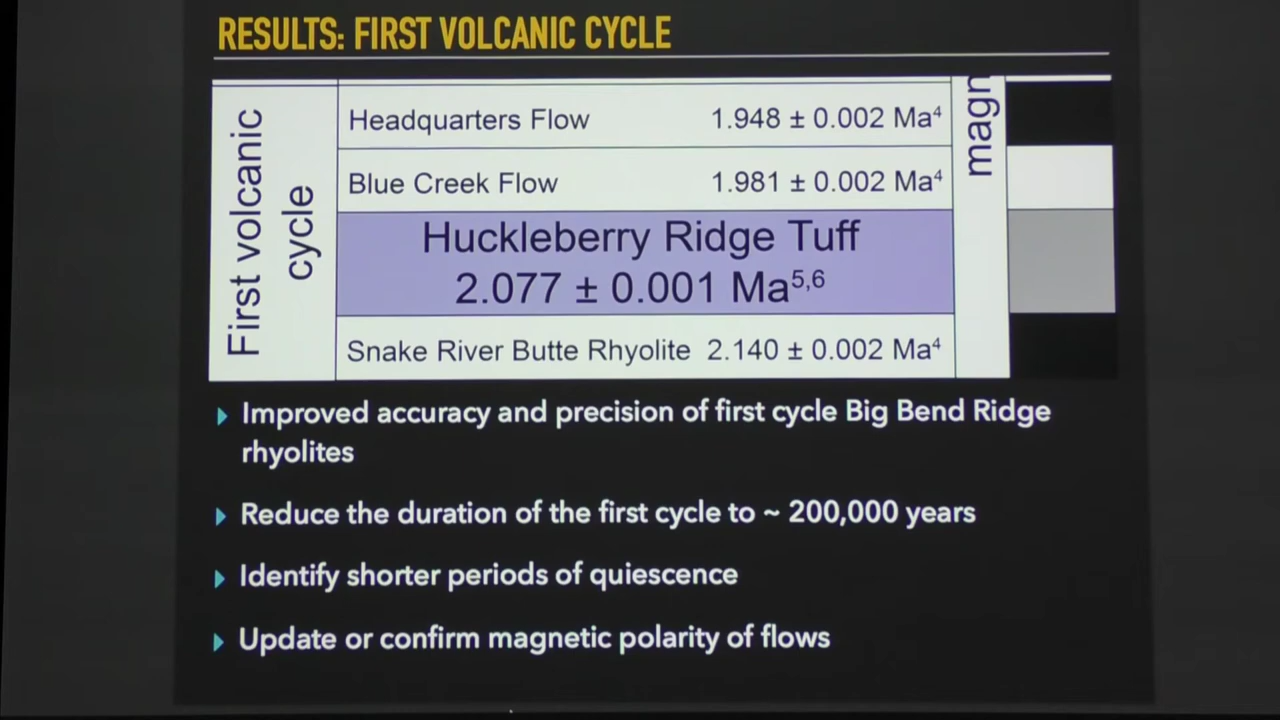 RESULTS: FIRST VOLCANIC CYCLE
First volcanic
cycle
Headquarters Flow 1.948 ± 0.002 Ma⁴
magn
Blue Creek Flow 1.981 ± 0.002 Ma⁴
Huckleberry Ridge Tuff
2.077 ± 0.001 Ma⁵,⁶
Snake River Butte Rhyolite 2.140 ± 0.002 Ma⁴
Improved accuracy and precision of first cycle Big Bend Ridge
rhyolites
Reduce the duration of the first cycle to ~ 200,000 years
Identify shorter periods of quiescence
Update or confirm magnetic polarity of flows